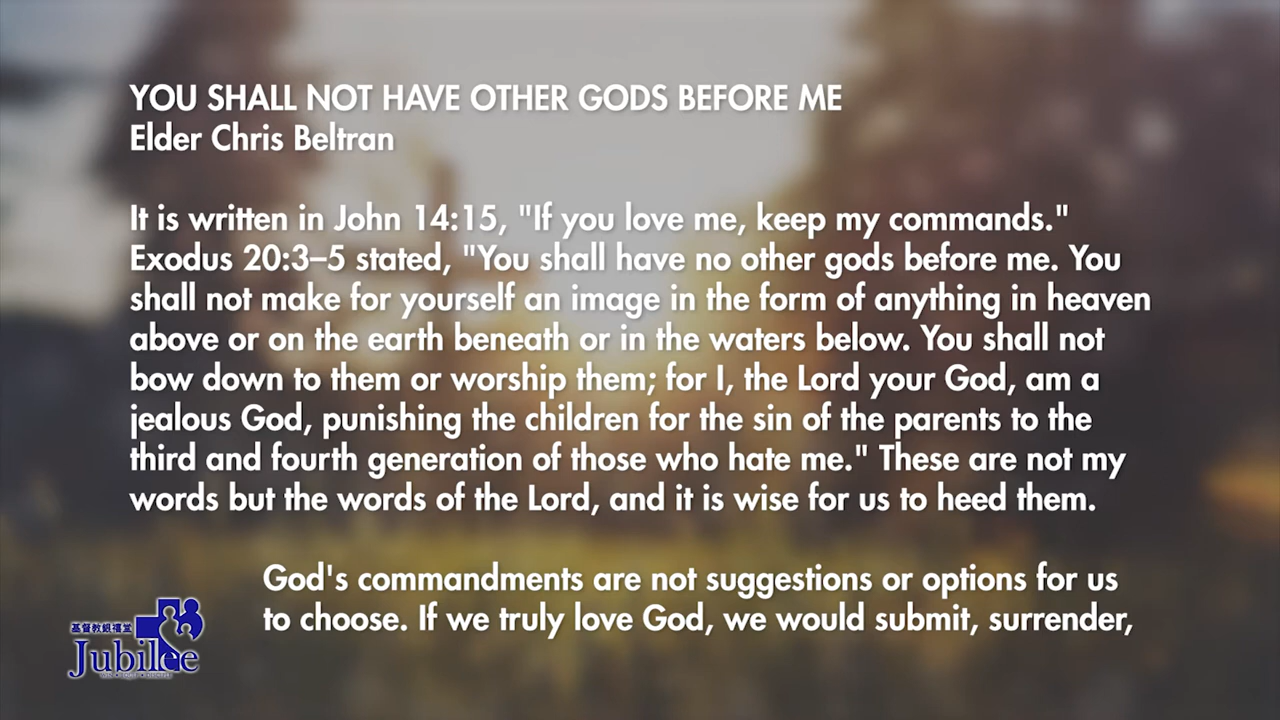 YOU SHALL NOT HAVE OTHER GODS BEFORE ME
Elder Chris Beltran
It is written in John 14:15, "If you love me, keep my commands."
Exodus 20:3–5 stated, "You shall have no other gods before me. You
shall not make for yourself an image in the form of anything in heaven
above or on the earth beneath or in the waters below. You shall not
bow down to them or worship them; for I, the Lord your God, am a
jealous God, punishing the children for the sin of the parents to the
third and fourth generation of those who hate me." These are not my
words but the words of the Lord, and it is wise for us to heed them.
God's commandments are not suggestions or options for us
to choose. If we truly love God, we would submit, surrender,
基督教銀禧堂
Jubilee